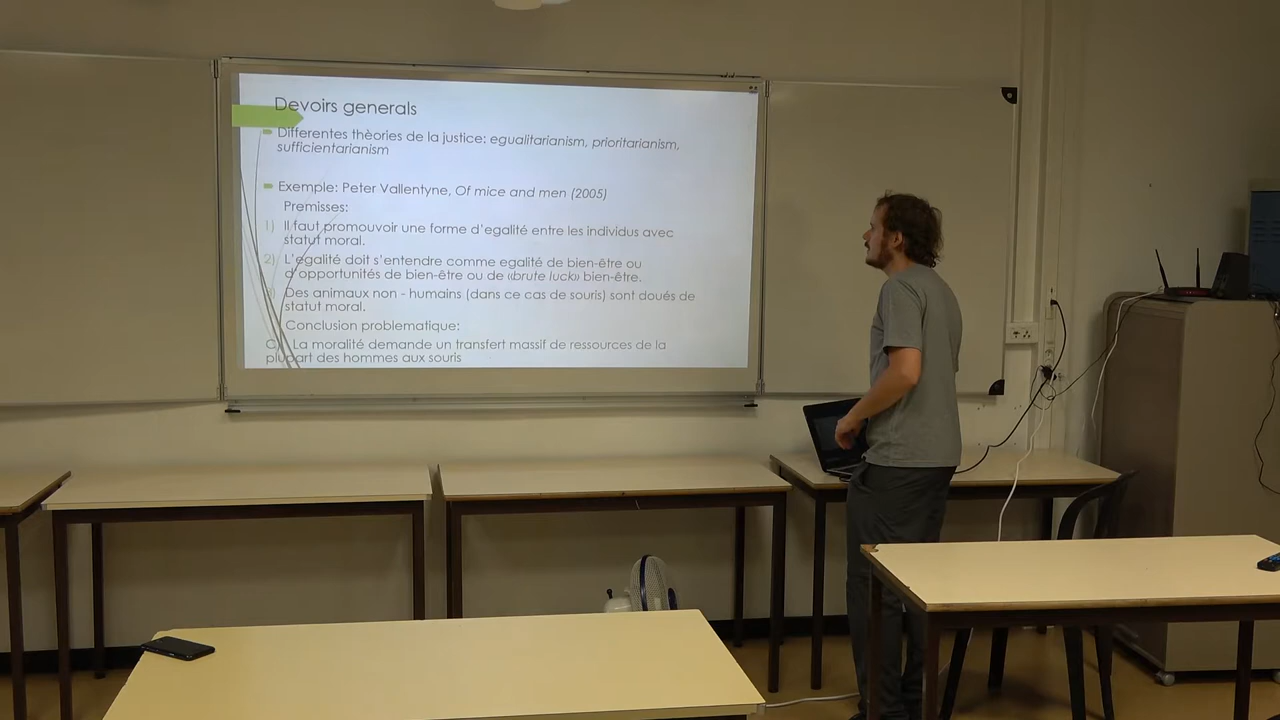 Devoirs generals
Differentes thèories de la justice: egualitarianism, prioritarianism,
sufficientarianism
Exemple: Peter Vallentyne, Of mice and men (2005)
Premisses:
1) Il faut promouvoir une forme d'egalité entre les individus avec
statut moral.
2) L'égalité doit s'entendre comme egalité de bien-être ou
d'opportunités de bien-être ou de «brute luck» bien-être.
3) Des animaux non - humains (dans ce cas de souris) sont doués de
statut moral.
Conclusion problematique:
C) La moralité demande un transfert massif de ressources de la
plupart des hommes aux souris